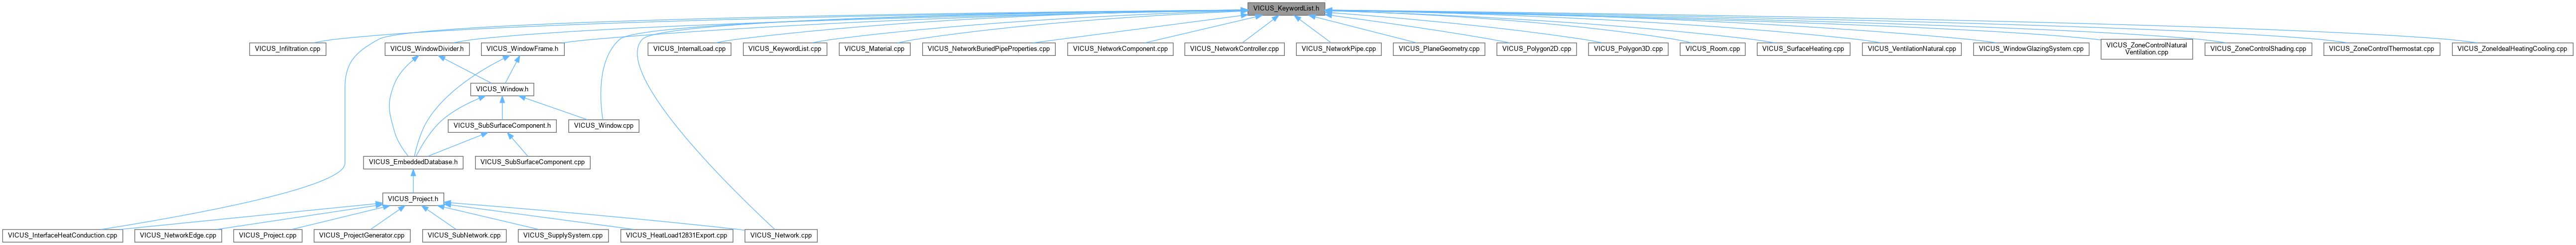 VICUS_KeywordList.h
VICUS_Infiltration.cpp
VICUS_WindowDivider.h
VICUS_WindowFrame.h
VICUS_InternalLoad.cpp
VICUS_KeywordList.cpp
VICUS_Material.cpp
VICUS_NetworkBuriedPipeProperties.cpp
VICUS_NetworkComponent.cpp
VICUS_NetworkController.cpp
VICUS_NetworkPipe.cpp
VICUS_PlaneGeometry.cpp
VICUS_Polygon2D.cpp
VICUS_Polygon3D.cpp
VICUS_Room.cpp
VICUS_SurfaceHeating.cpp
VICUS_VentilationNatural.cpp
VICUS_WindowGlazingSystem.cpp
VICUS_ZoneControlNatural
Ventilation.cpp
VICUS_ZoneControlShading.cpp
VICUS_ZoneControlThermostat.cpp
VICUS_ZoneIdealHeatingCooling.cpp
VICUS_Window.h
VICUS_SubSurfaceComponent.h
VICUS_Window.cpp
VICUS_EmbeddedDatabase.h
VICUS_SubSurfaceComponent.cpp
VICUS_Project.h
VICUS_InterfaceHeatConduction.cpp
VICUS_NetworkEdge.cpp
VICUS_Project.cpp
VICUS_ProjectGenerator.cpp
VICUS_SubNetwork.cpp
VICUS_SupplySystem.cpp
VICUS_HeatLoad12831Export.cpp
VICUS_Network.cpp